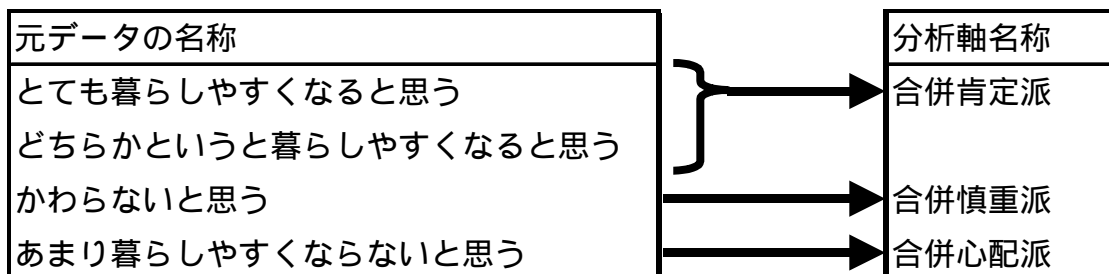 元データの名称
分析軸名称
とても暮らしやすくなると思う
合併肯定派
どちらかというと暮らしやすくなると思う
かわらないと思う
合併慎重派
あまり暮らしやすくならないと思う
合併心配派